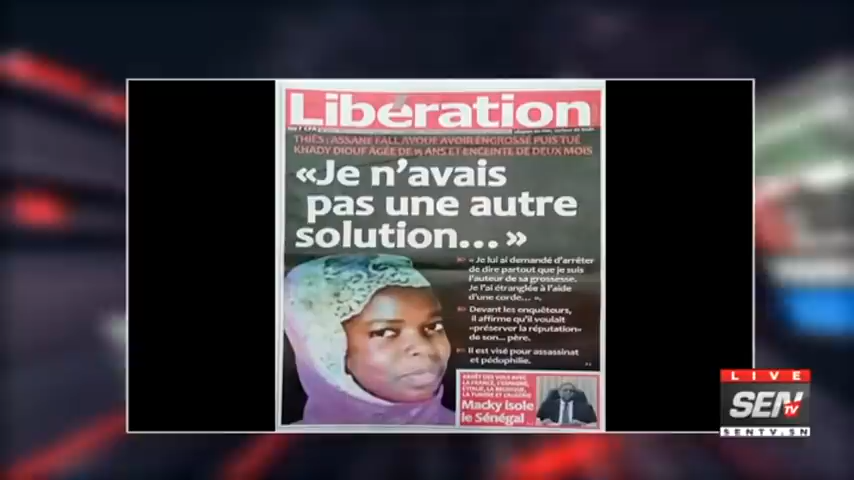 Libération
THIÈS : ASSANE FALL AVOUE AVOIR ENGROSSÉ PUIS TUÉ
KHADY DIOUF AGÉE DE 15 ANS ET ENCEINTE DE DEUX MOIS
«Je n'avais
pas une autre
solution... »
« Je lui ai demandé d'arrêter
de dire partout que je suis
l'auteur de sa grossesse.
Je l'ai étranglée à l'aide
d'une corde... ».
Devant les enquêteurs,
il affirme qu'il voulait
«préserver la réputation»
de son... père.
Il est visé pour assassinat
et pédophilie.
ARRÊT DES VOLS AVEC
LA FRANCE, L'ESPAGNE,
L'ITALIE, LA BELGIQUE,
LA TUNISIE ET L'ALGÉRIE
Macky isole
le Sénégal
LIVE
SEN TV
SENTV.SN